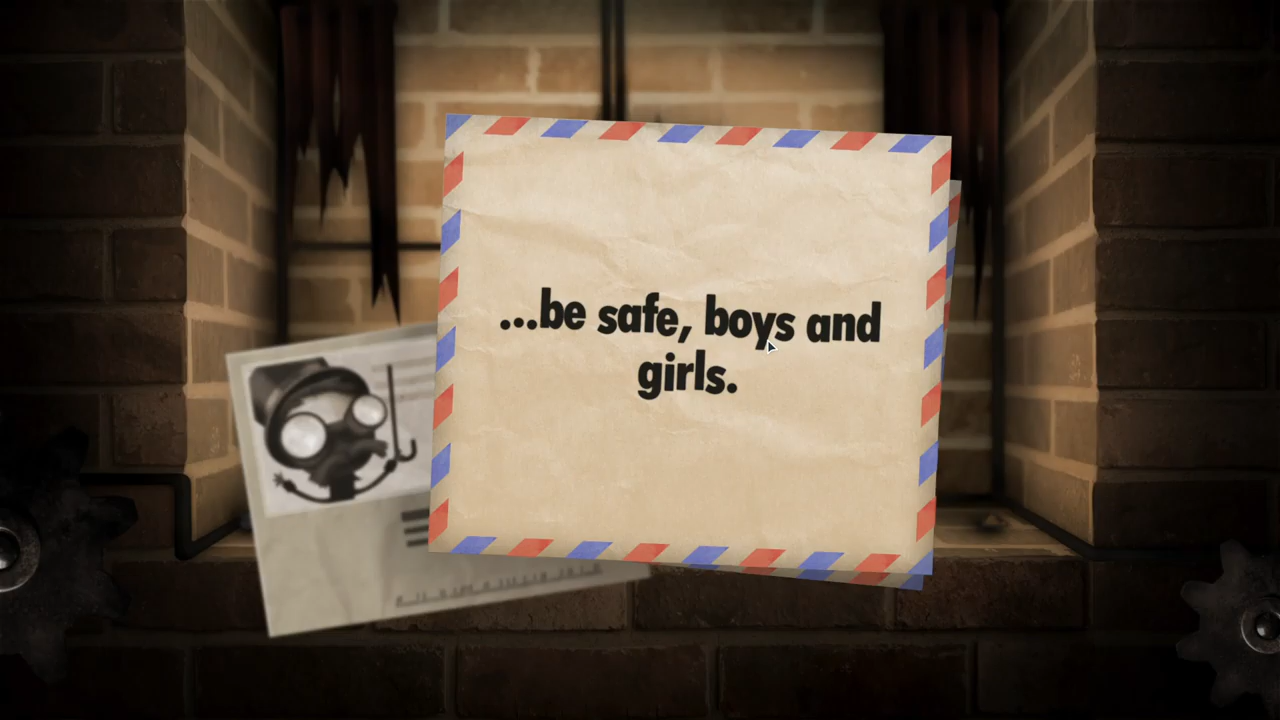 ...be safe, boys and
girls.